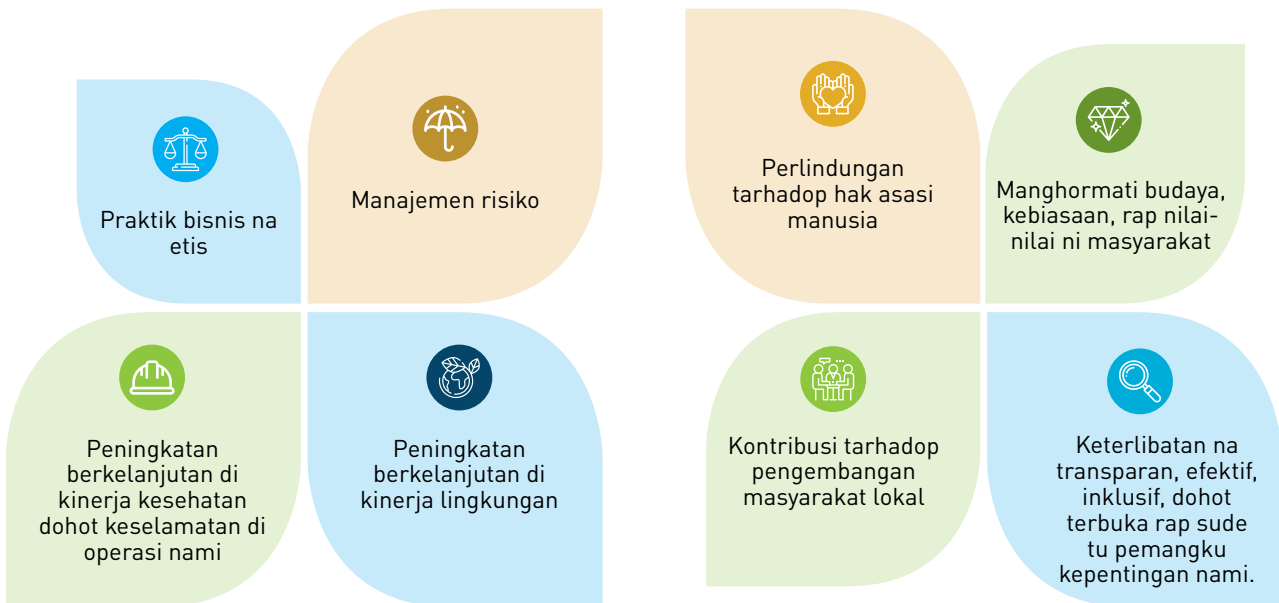 Praktik bisnis na
etis
Manajemen risiko
Perlindungan
tarhadop hak asasi
manusia
Manghormati budaya,
kebiasaan, rap nilai-
nilai ni masyarakat
Peningkatan
berkelanjutan di
kinerja kesehatan
dohot keselamatan di
operasi nami
Peningkatan
berkelanjutan di
kinerja lingkungan
Kontribusi tarhadop
pengembangan
masyarakat lokal
Keterlibatan na
transparan, efektif,
inklusif, dohot
terbuka rap sude
tu pemangku
kepentingan nami.